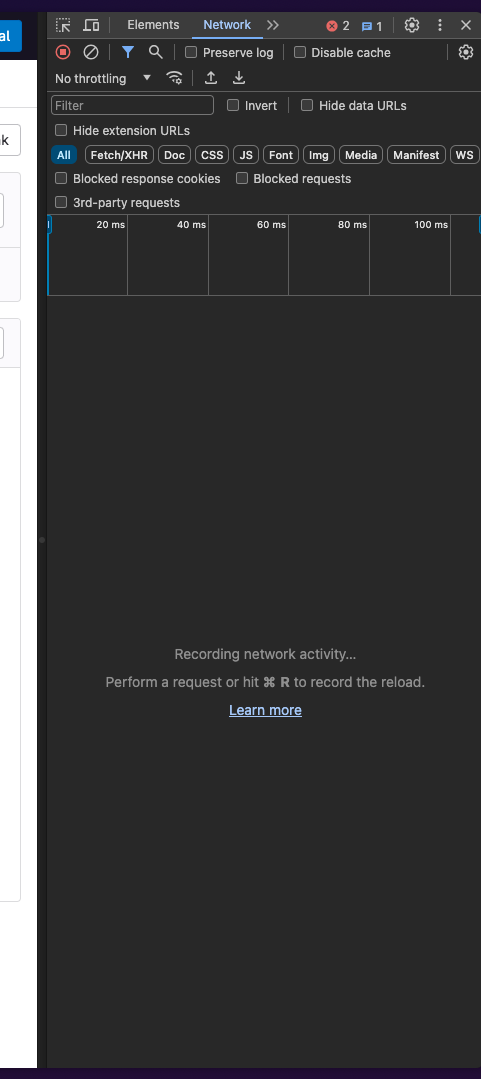 al
Elements Network 2 1
Preserve log Disable cache
No throttling
Filter Invert Hide data URLs
Hide extension URLs
k
All Fetch/XHR Doc CSS JS Font Img Media Manifest WS
Blocked response cookies Blocked requests
3rd-party requests
20 ms 40 ms 60 ms 80 ms 100 ms
Recording network activity...
Perform a request or hit ⌘ R to record the reload.
Learn more